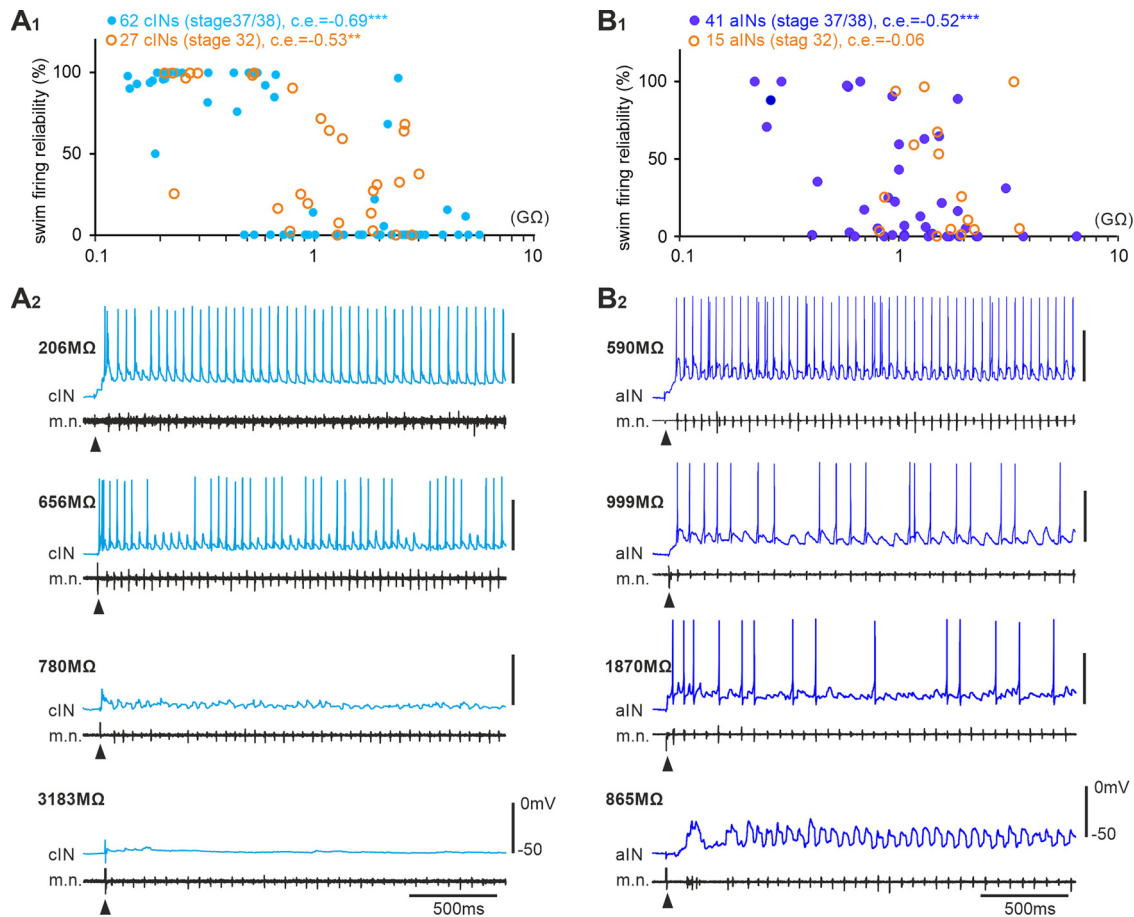 A1
62 cINs (stage37/38), c.e.=-0.69***
27 cINs (stage 32), c.e.=-0.53**
swim firing reliability (%)
100
50
0
(GΩ)
0.1
1
10
B1
41 aINs (stage 37/38), c.e.=-0.52***
15 aINs (stag 32), c.e.=-0.06
swim firing reliability (%)
100
50
0
(GΩ)
0.1
1
10
A2
206MΩ
cIN
m.n.
656MΩ
cIN
m.n.
780MΩ
cIN
m.n.
3183MΩ
0mV
-50
cIN
m.n.
500ms
B2
590MΩ
aIN
m.n.
999MΩ
aIN
m.n.
1870MΩ
aIN
m.n.
865MΩ
0mV
-50
aIN
m.n.
500ms